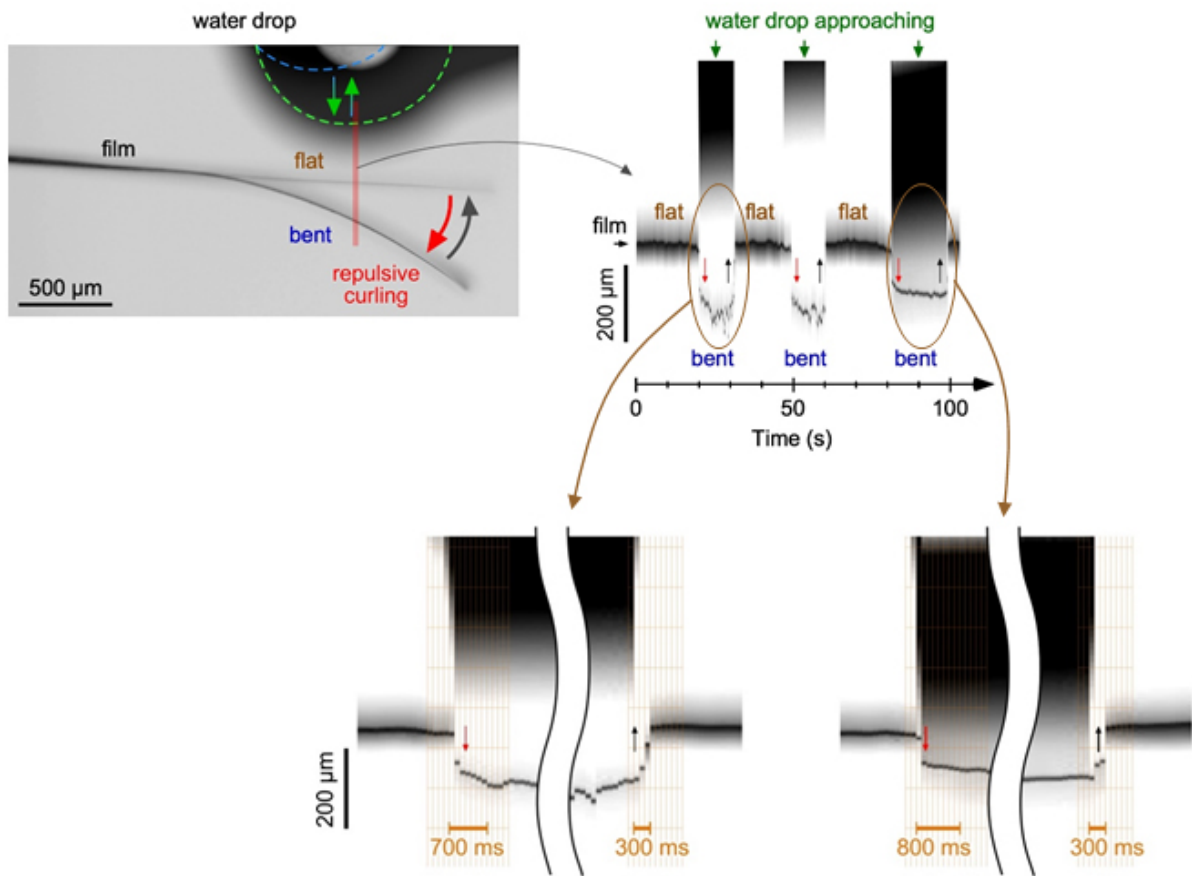 water drop
film
flat
bent
repulsive
curling
500 µm
water drop approaching
flat
flat
flat
film
200 µm
bent
bent
bent
0
50
100
Time (s)
200 µm
700 ms
300 ms
800 ms
300 ms